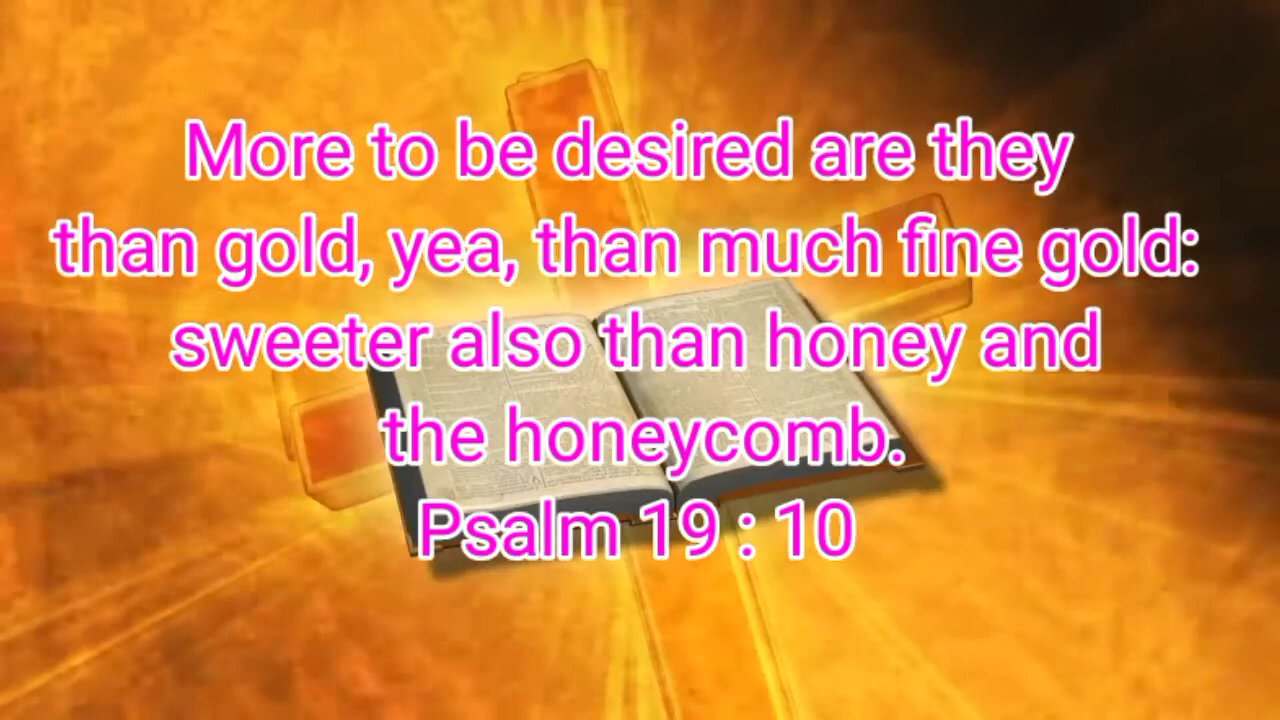 More to be desired are they
than gold, yea, than much fine gold:
sweeter also than honey and
the honeycomb.
Psalm 19 : 10